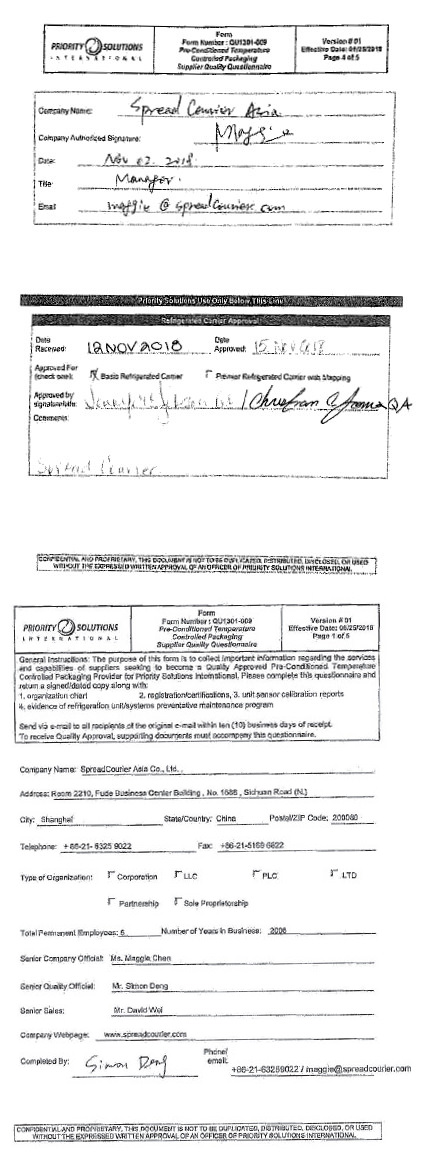 PRIORITY SOLUTIONS
INTERNATIONAL
Form
Form Number : QU1301-009
Pre-Conditioned Temperature
Controlled Packaging
Supplier Quality Questionnaire
Version # 01
Effective Date: 06/25/2018
Page 4 of 5
Company Name: Spread Courier Asia
Company Authorized Signature: Maggie
Date: Nov 02. 2018.
Title: Manager.
Email maggie @ spreadcourier.com
Priority Solutions Use Only Below This Line
Refrigerated Carrier Approval
Date Received: 12NOV2018 Date Approved: 15NOV2018
Approved For (check one): Basic Refrigerated Carrier Premier Refrigerated Carrier with Mapping
Approved by signature/title: QA
Comments:
Spread Courier
CONFIDENTIAL AND PROPRIETARY, THIS DOCUMENT IS NOT TO BE DUPLICATED, DISTRIBUTED, DISCLOSED, OR USED
WITHOUT THE EXPRESSED WRITTEN APPROVAL OF AN OFFICER OF PRIORITY SOLUTIONS INTERNATIONAL.
PRIORITY SOLUTIONS
INTERNATIONAL
Form
Form Number : QU1301-009
Pre-Conditioned Temperature
Controlled Packaging
Supplier Quality Questionnaire
Version # 01
Effective Date: 06/25/2018
Page 1 of 5
General Instructions: The purpose of this form is to collect important information regarding the services
and capabilities of suppliers seeking to become a Quality Approved Pre-Conditioned Temperature
Controlled Packaging Provider for Priority Solutions International. Please complete this questionnaire and
return a signed/dated copy along with:
1. organization chart 2. registration/certifications, 3. unit sensor calibration reports
4. evidence of refrigeration unit/systems preventative maintenance program
Send via e-mail to all recipients of the original e-mail within ten (10) business days of receipt.
To receive Quality Approval, supporting documents must accompany this questionnaire.
Company Name: SpreadCourier Asia Co., Ltd.
Address: Room 2210, Fude Business Center Building , No. 1688 , Sichuan Road (N.)
City: Shanghai State/Country: China Postal/ZIP Code: 200080
Telephone: +86-21- 6325 9022 Fax: +86-21-5169 6822
Type of Organization: Corporation LLC PLC LTD
Partnership Sole Proprietorship
Total Permanent Employees: 6 Number of Years in Business: 2006
Senior Company Official: Ms. Maggie Chen
Senior Quality Official: Mr. Simon Deng
Senior Sales: Mr. David Wei
Company Webpage: www.spreadcourier.com
Completed By: Simon Deng Phone/ email: +86-21-63259022 / maggie@spreadcourier.com
CONFIDENTIAL AND PROPRIETARY, THIS DOCUMENT IS NOT TO BE DUPLICATED, DISTRIBUTED, DISCLOSED, OR USED
WITHOUT THE EXPRESSED WRITTEN APPROVAL OF AN OFFICER OF PRIORITY SOLUTIONS INTERNATIONAL.